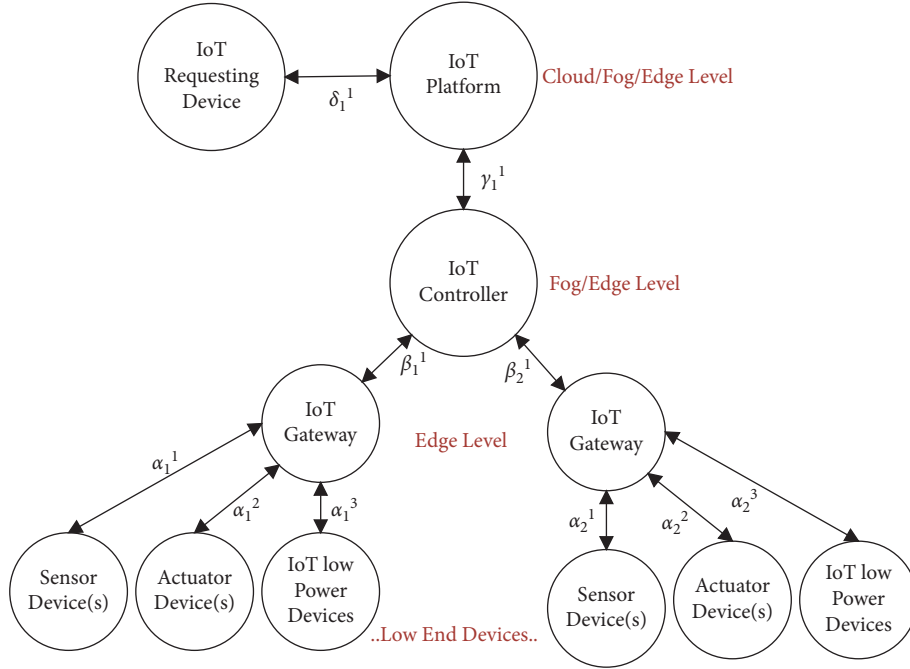 IoT
Requesting
Device
δ₁¹
IoT
Platform
Cloud/Fog/Edge Level
γ₁¹
IoT
Controller
Fog/Edge Level
β₁¹
β₂¹
IoT
Gateway
Edge Level
IoT
Gateway
α₁¹
α₁²
α₁³
α₂¹
α₂²
α₂³
Sensor
Device(s)
Actuator
Device(s)
IoT low
Power
Devices
..Low End Devices..
Sensor
Device(s)
Actuator
Device(s)
IoT low
Power
Devices